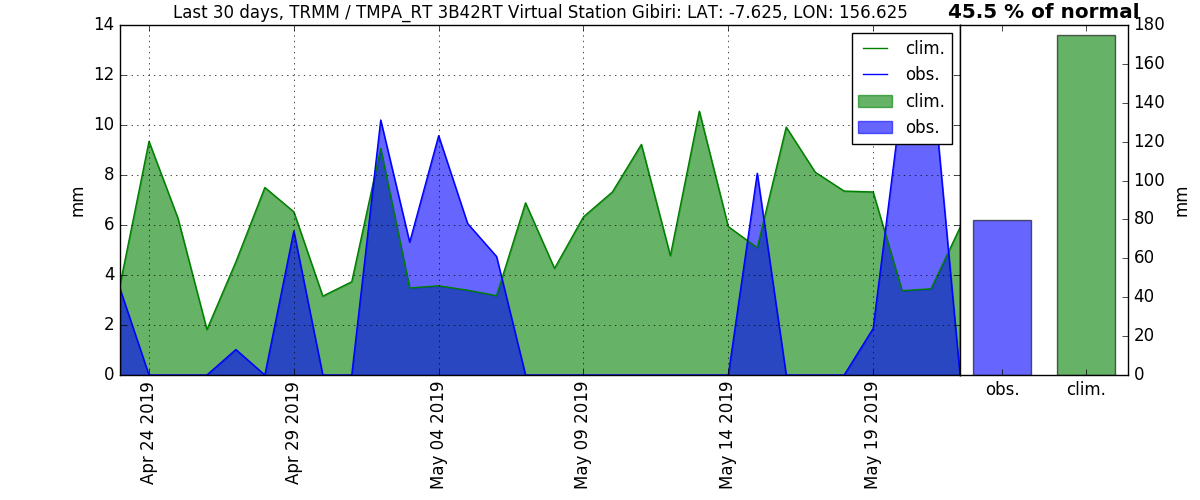 Last 30 days, TRMM / TMPA_RT 3B42RT Virtual Station Gibiri: LAT: -7.625, LON: 156.625
45.5 % of normal
14
12
10
8
6
4
2
0
mm
clim.
obs.
clim.
obs.
Apr 24 2019
Apr 29 2019
May 04 2019
May 09 2019
May 14 2019
May 19 2019
180
160
140
120
100
80
60
40
20
0
mm
obs.
clim.